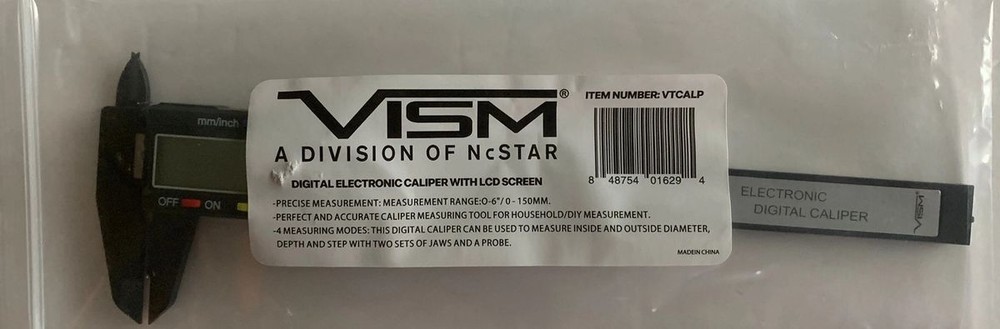 VISM®
A DIVISION OF NcSTAR
ITEM NUMBER: VTCALP
8 48754 01629 4
DIGITAL ELECTRONIC CALIPER WITH LCD SCREEN
-PRECISE MEASUREMENT: MEASUREMENT RANGE:0-6"/ 0 - 150MM.
-PERFECT AND ACCURATE CALIPER MEASURING TOOL FOR HOUSEHOLD/DIY MEASUREMENT.
-4 MEASURING MODES: THIS DIGITAL CALIPER CAN BE USED TO MEASURE INSIDE AND OUTSIDE DIAMETER,
DEPTH AND STEP WITH TWO SETS OF JAWS AND A PROBE.
MADEIN CHINA
mm/inch
OFF ON
ELECTRONIC
DIGITAL CALIPER
VISM